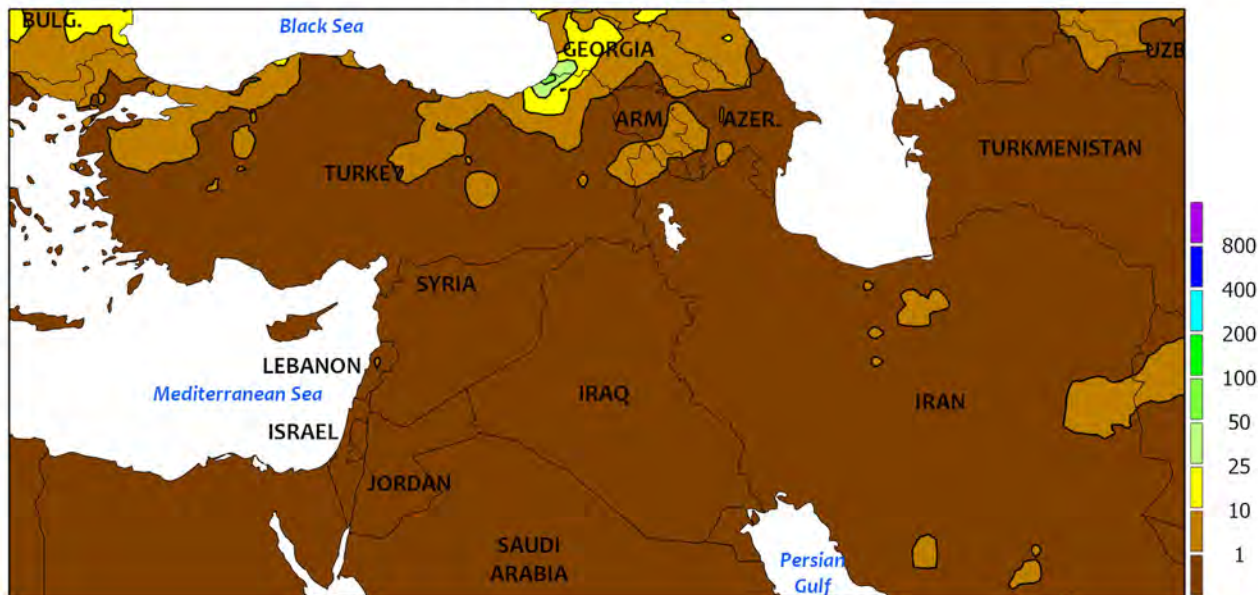 BULG.
Black Sea
GEORGIA
UZB
ARM.
AZER.
TURKMENISTAN
TURKEY
SYRIA
LEBANON
Mediterranean Sea
IRAQ
IRAN
ISRAEL
JORDAN
SAUDI
ARABIA
Persian
Gulf
800
400
200
100
50
25
10
1